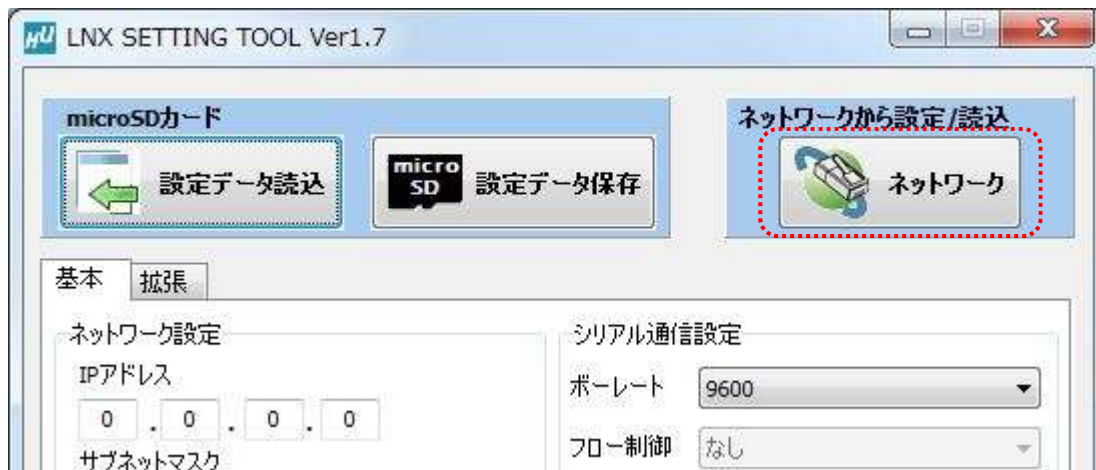 LNX SETTING TOOL Ver1.7
microSDカード
設定データ読込
micro
SD
設定データ保存
ネットワークから設定/読込
ネットワーク
基本
拡張
ネットワーク設定
IPアドレス
0 . 0 . 0 . 0
サブネットマスク
シリアル通信設定
ボーレート 9600
フロー制御 なし